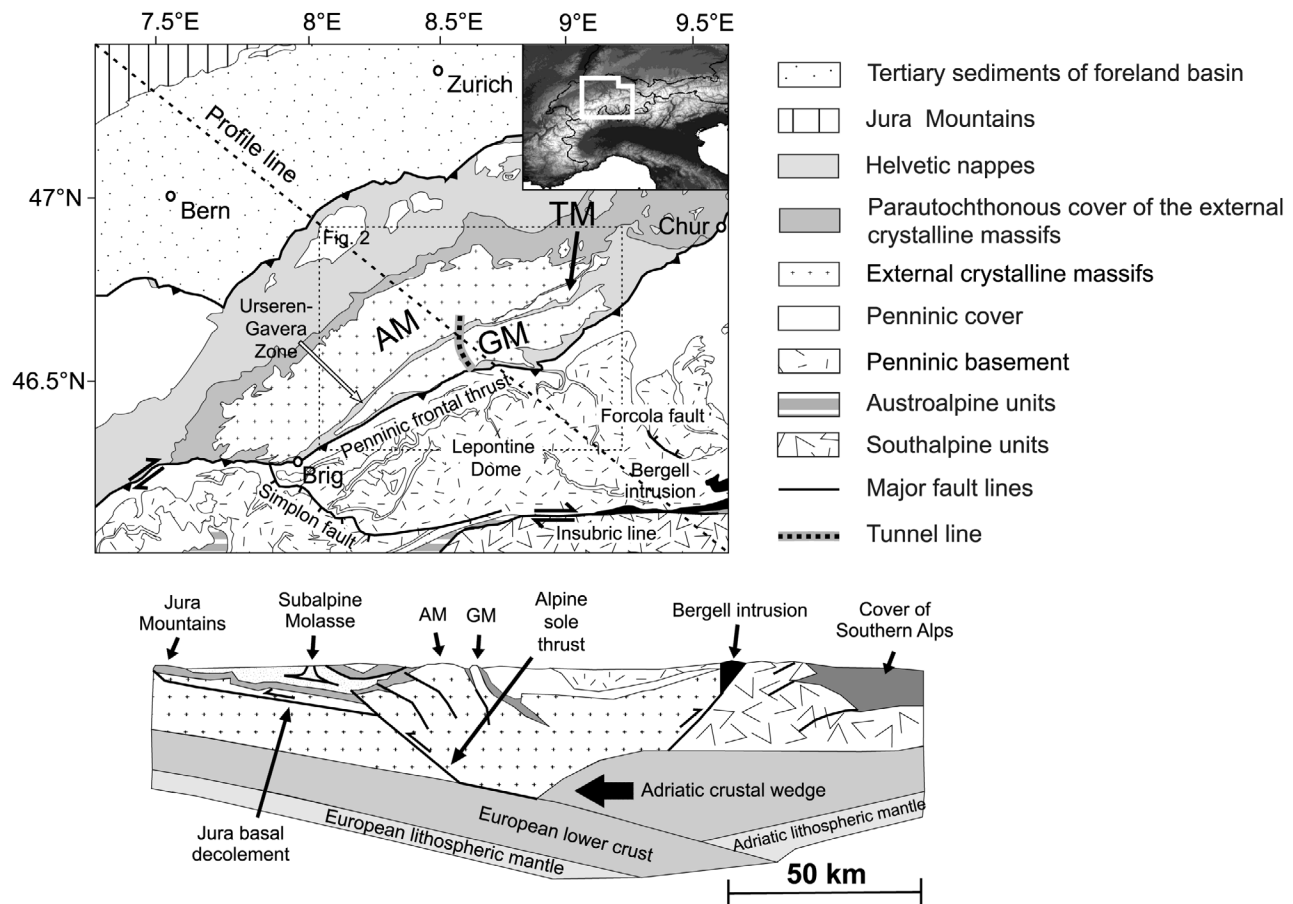 7.5°E 8°E 8.5°E 9°E 9.5°E
Zurich
Profile line
47°N
Bern
Fig. 2
TM
Chur
Urseren-
Gavera
Zone
AM
GM
46.5°N
Penninic frontal thrust
Forcola fault
Lepontine
Dome
Brig
Bergell
intrusion
Simplon fault
Insubric line
Tertiary sediments of foreland basin
Jura Mountains
Helvetic nappes
Parautochthonous cover of the external
crystalline massifs
External crystalline massifs
Penninic cover
Penninic basement
Austroalpine units
Southalpine units
Major fault lines
Tunnel line
Jura
Mountains
Subalpine
Molasse
AM
GM
Alpine
sole
thrust
Bergell intrusion
Cover of
Southern Alps
Adriatic crustal wedge
Jura basal
decolement
European lithospheric mantle
European lower crust
Adriatic lithospheric mantle
50 km